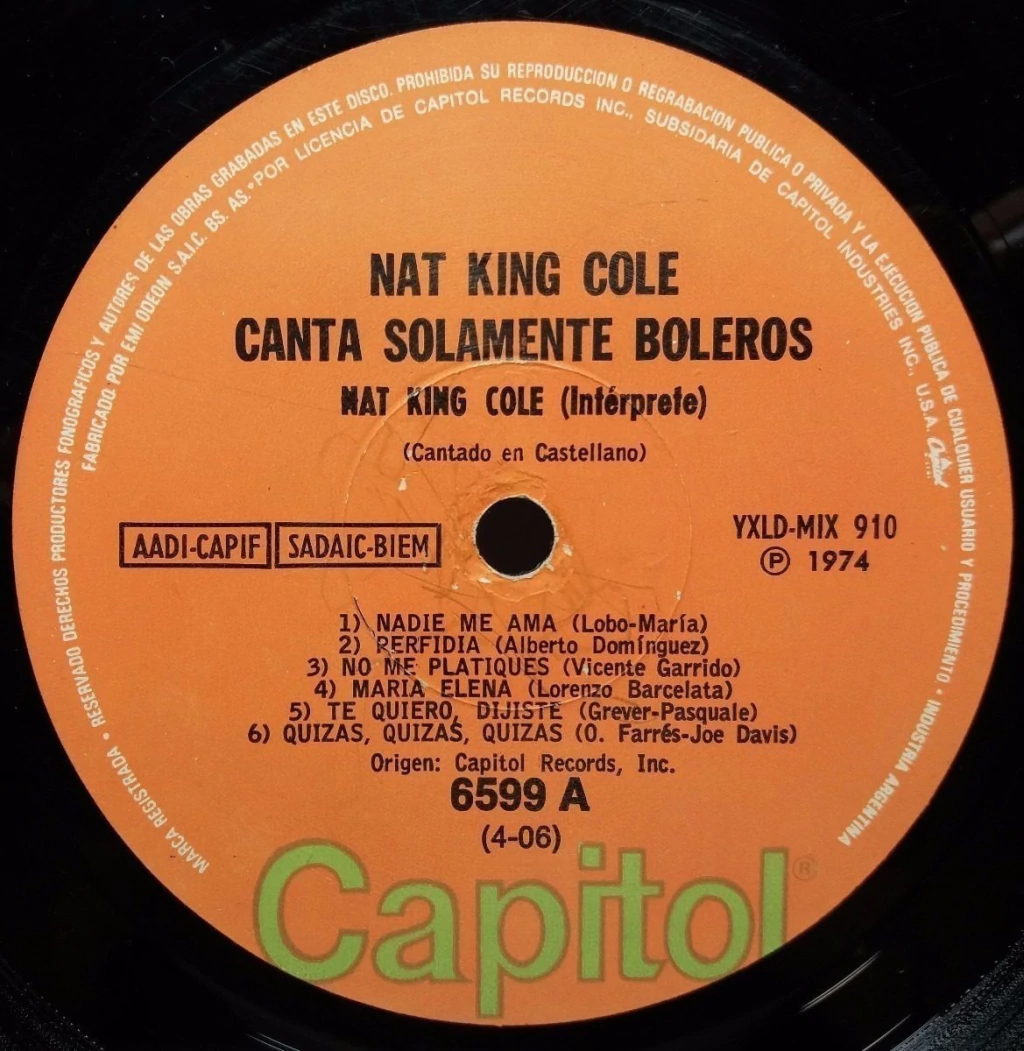 MARCA REGISTRADA • RESERVADO DERECHOS PRODUCTORES FONOGRAFICOS Y AUTORES DE LAS OBRAS GRABADAS EN ESTE DISCO. PROHIBIDA SU REPRODUCCION O REGRABACION PUBLICA O PRIVADA Y LA EJECUCION PUBLICA DE CUALQUIER USUARIO Y PROCEDIMIENTO • INDUSTRIA ARGENTINA
FABRICADO POR EMI ODEON S.A.I.C. BS. AS. • POR LICENCIA DE CAPITOL RECORDS INC., SUBSIDIARIA DE CAPITOL INDUSTRIES INC., U.S.A. Capitol
NAT KING COLE
CANTA SOLAMENTE BOLEROS
NAT KING COLE (Intérprete)
(Cantado en Castellano)
AADI-CAPIF SADAIC-BIEM
YXLD-MIX 910
Ⓟ 1974
1) NADIE ME AMA (Lobo-María)
2) PERFIDIA (Alberto Domínguez)
3) NO ME PLATIQUES (Vicente Garrido)
4) MARIA ELENA (Lorenzo Barcelata)
5) TE QUIERO, DIJISTE (Grever-Pasquale)
6) QUIZAS, QUIZAS, QUIZAS (O. Farrés-Joe Davis)
Origen: Capitol Records, Inc.
6599 A
(4-06)
Capitol®